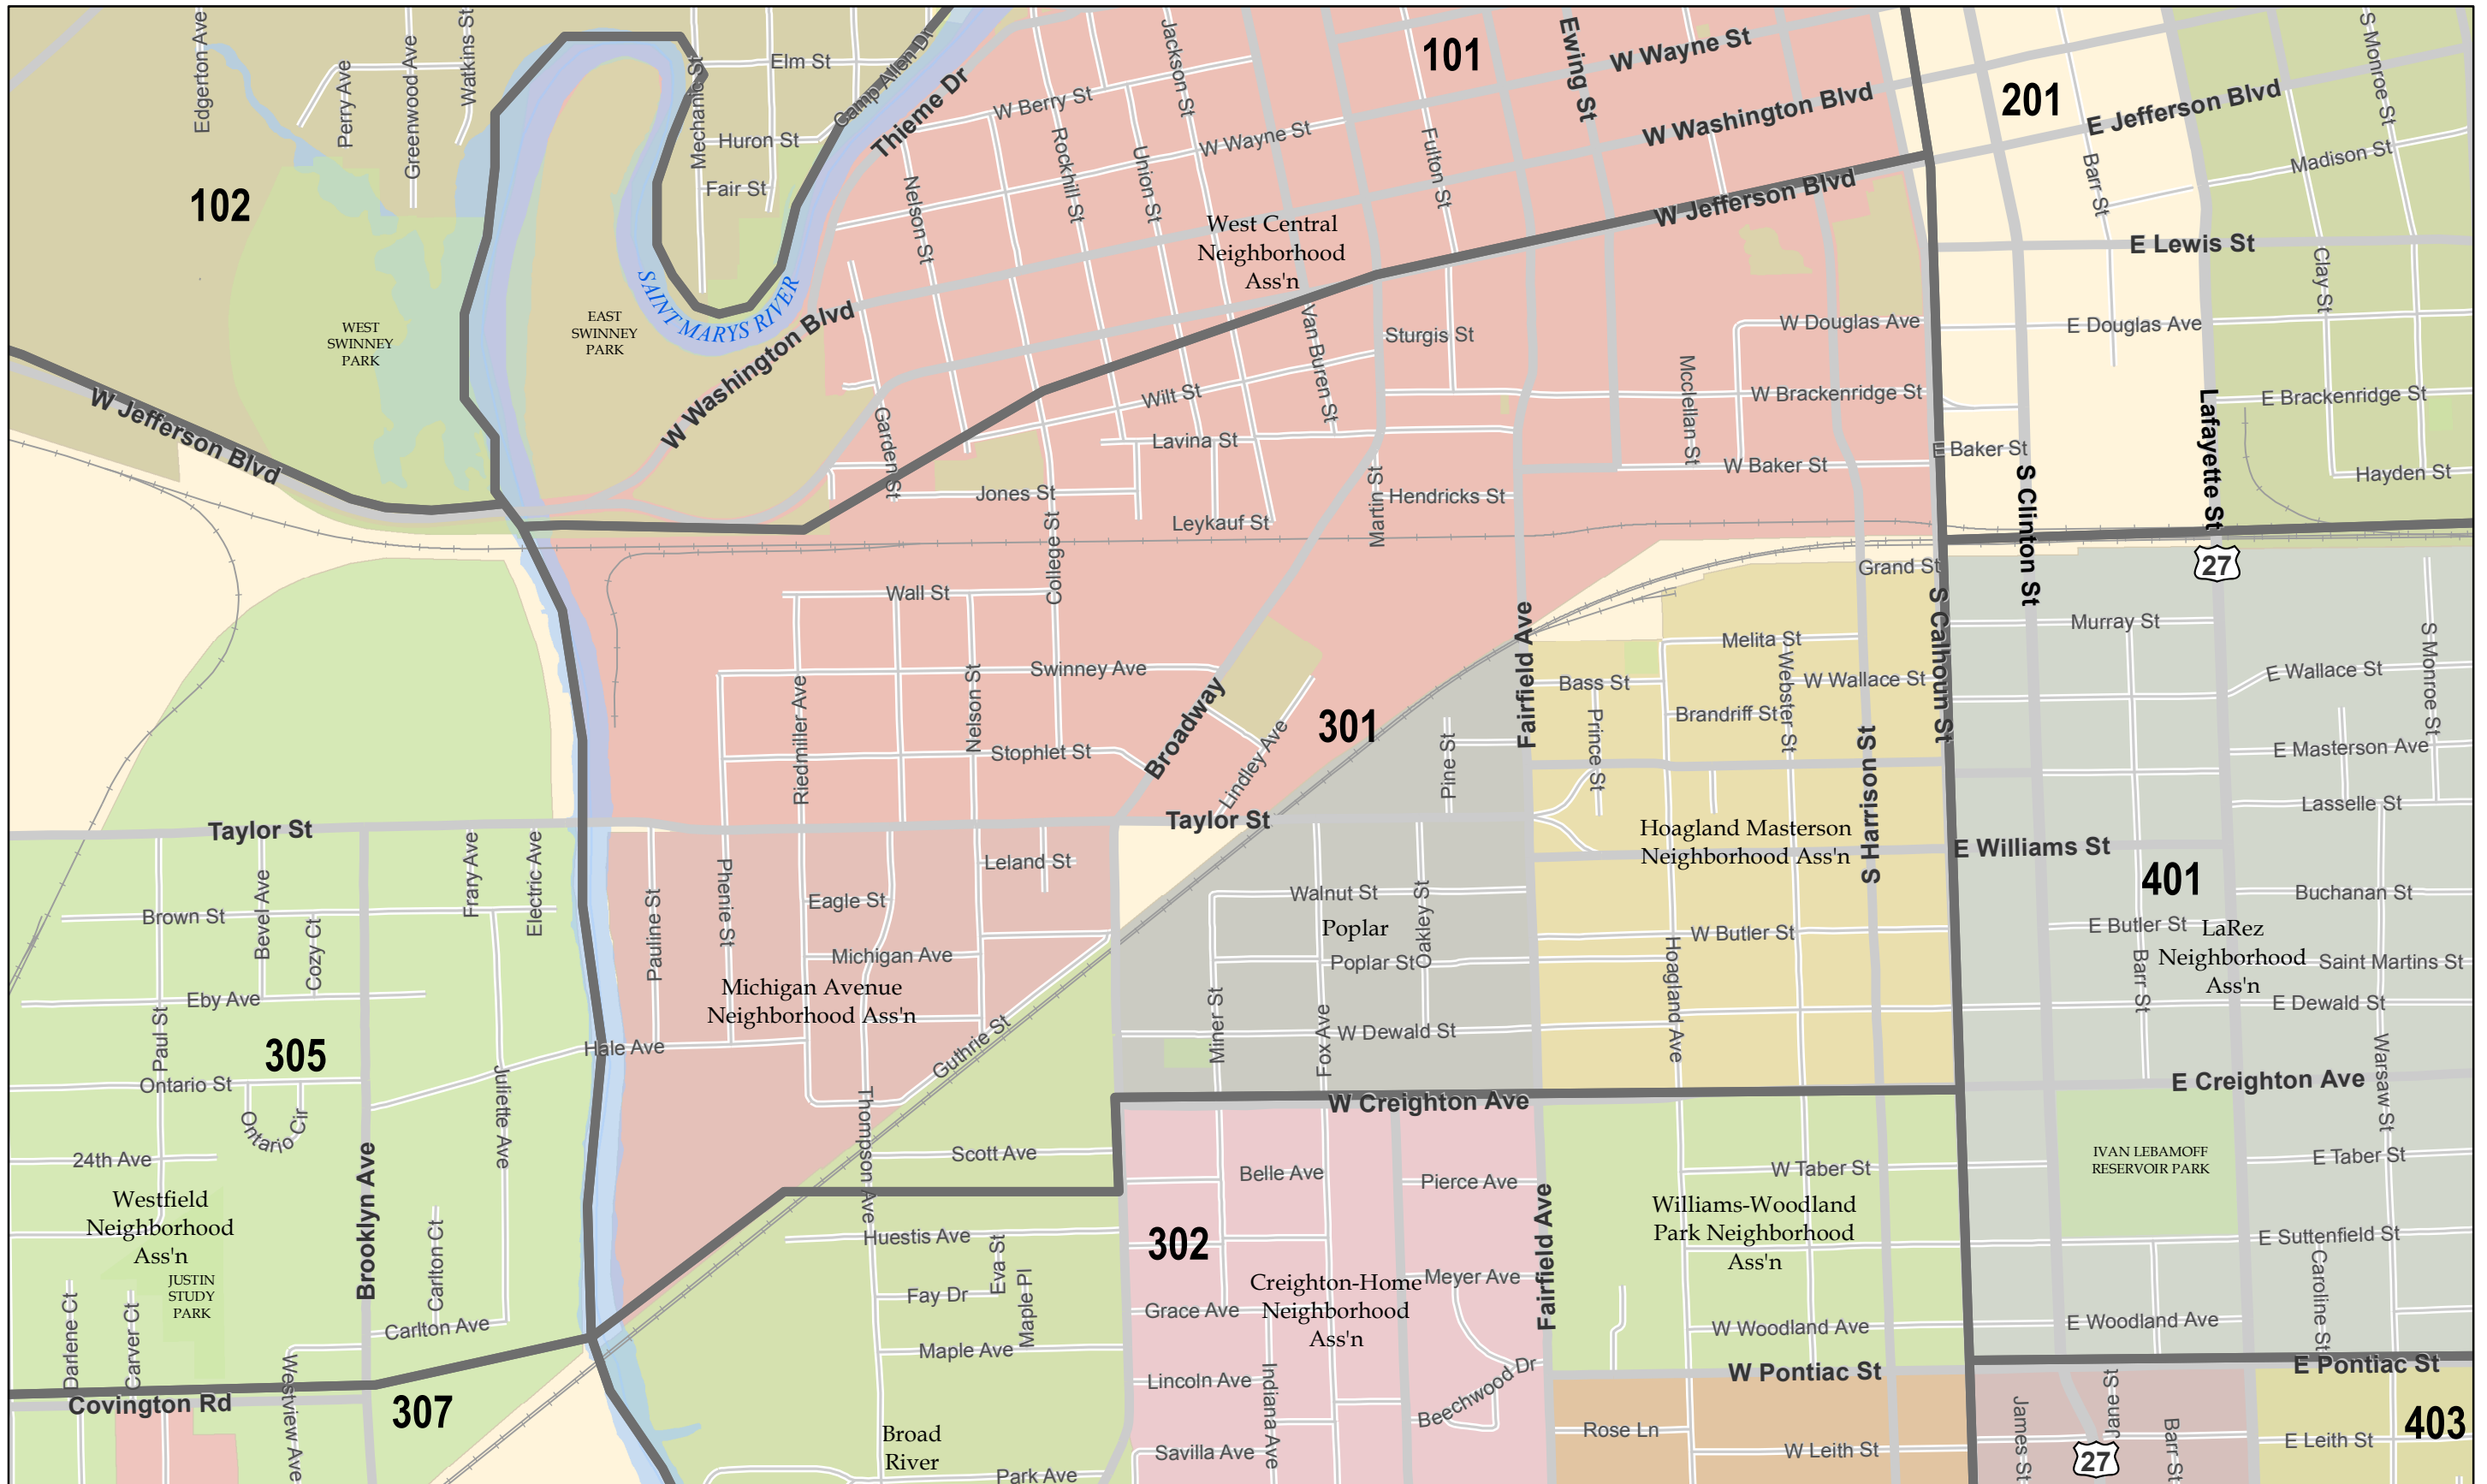 Edgerton Ave
Perry Ave
Greenwood Ave
Watkins St
Mechanic St
Elm St
Huron St
Fair St
Camp Allen Dr
Thieme Dr
W Berry St
Jackson St
Rockhill St
Union St
W Wayne St
Nelson St
Fulton St
101
Ewing St
W Wayne St
W Washington Blvd
W Jefferson Blvd
201
E Jefferson Blvd
S Monroe St
Madison St
Barr St
E Lewis St
Clay St
102
West Central
Neighborhood
Ass'n
WEST
SWINNEY
PARK
EAST
SWINNEY
PARK
SAINT MARYS RIVER
W Washington Blvd
W Jefferson Blvd
Van Buren St
Sturgis St
W Douglas Ave
E Douglas Ave
Wilt St
Mcclellan St
W Brackenridge St
E Brackenridge St
Lafayette St
Garden St
Lavina St
W Baker St
E Baker St
Hayden St
Jones St
Martin St
Hendricks St
Leykauf St
College St
S Clinton St
27
Grand St
Wall St
S Calhoun St
Murray St
Melita St
Fairfield Ave
Swinney Ave
Bass St
Webster St
W Wallace St
E Wallace St
S Monroe St
Riedmiller Ave
Nelson St
Broadway
301
Brandriff St
Prince St
Stophlet St
Lindley Ave
Pine St
S Harrison St
E Masterson Ave
Lasselle St
Taylor St
Taylor St
Hoagland Masterson
Neighborhood Ass'n
E Williams St
401
Frary Ave
Electric Ave
Leland St
Phenie St
Pauline St
Eagle St
Walnut St
Oakley St
Buchanan St
Brown St
Bevel Ave
Cozy Ct
Poplar
W Butler St
E Butler St
LaRez
Neighborhood
Ass'n
Michigan Ave
Poplar St
Barr St
Saint Martins St
Eby Ave
Michigan Avenue
Neighborhood Ass'n
Miner St
Fox Ave
W Dewald St
Hoagland Ave
E Dewald St
Paul St
305
Hale Ave
Guthrie St
Warsaw St
Ontario St
Ontario Cir
Juliette Ave
Thompson Ave
W Creighton Ave
E Creighton Ave
24th Ave
Scott Ave
Belle Ave
Pierce Ave
W Taber St
IVAN LEBAMOFF
RESERVOIR PARK
E Taber St
Westfield
Neighborhood
Ass'n
Brooklyn Ave
Carlton Ct
Huestis Ave
302
Fairfield Ave
Williams-Woodland
Park Neighborhood
Ass'n
E Suttenfield St
JUSTIN
STUDY
PARK
Eva St
Fay Dr
Maple Pl
Creighton-Home
Neighborhood
Ass'n
Meyer Ave
Caroline St
Darlene Ct
Carver Ct
Carlton Ave
Grace Ave
W Woodland Ave
E Woodland Ave
Maple Ave
Westview Ave
Covington Rd
307
Lincoln Ave
Indiana Ave
Beechwood Dr
W Pontiac St
E Pontiac St
James St
June St
Barr St
403
Broad
River
Rose Ln
Savilla Ave
W Leith St
27
E Leith St
Park Ave